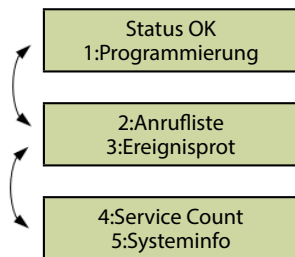 Status OK
1:Programmierung
2:Anrufliste
3:Ereignisprot
4:Service Count
5:Systeminfo